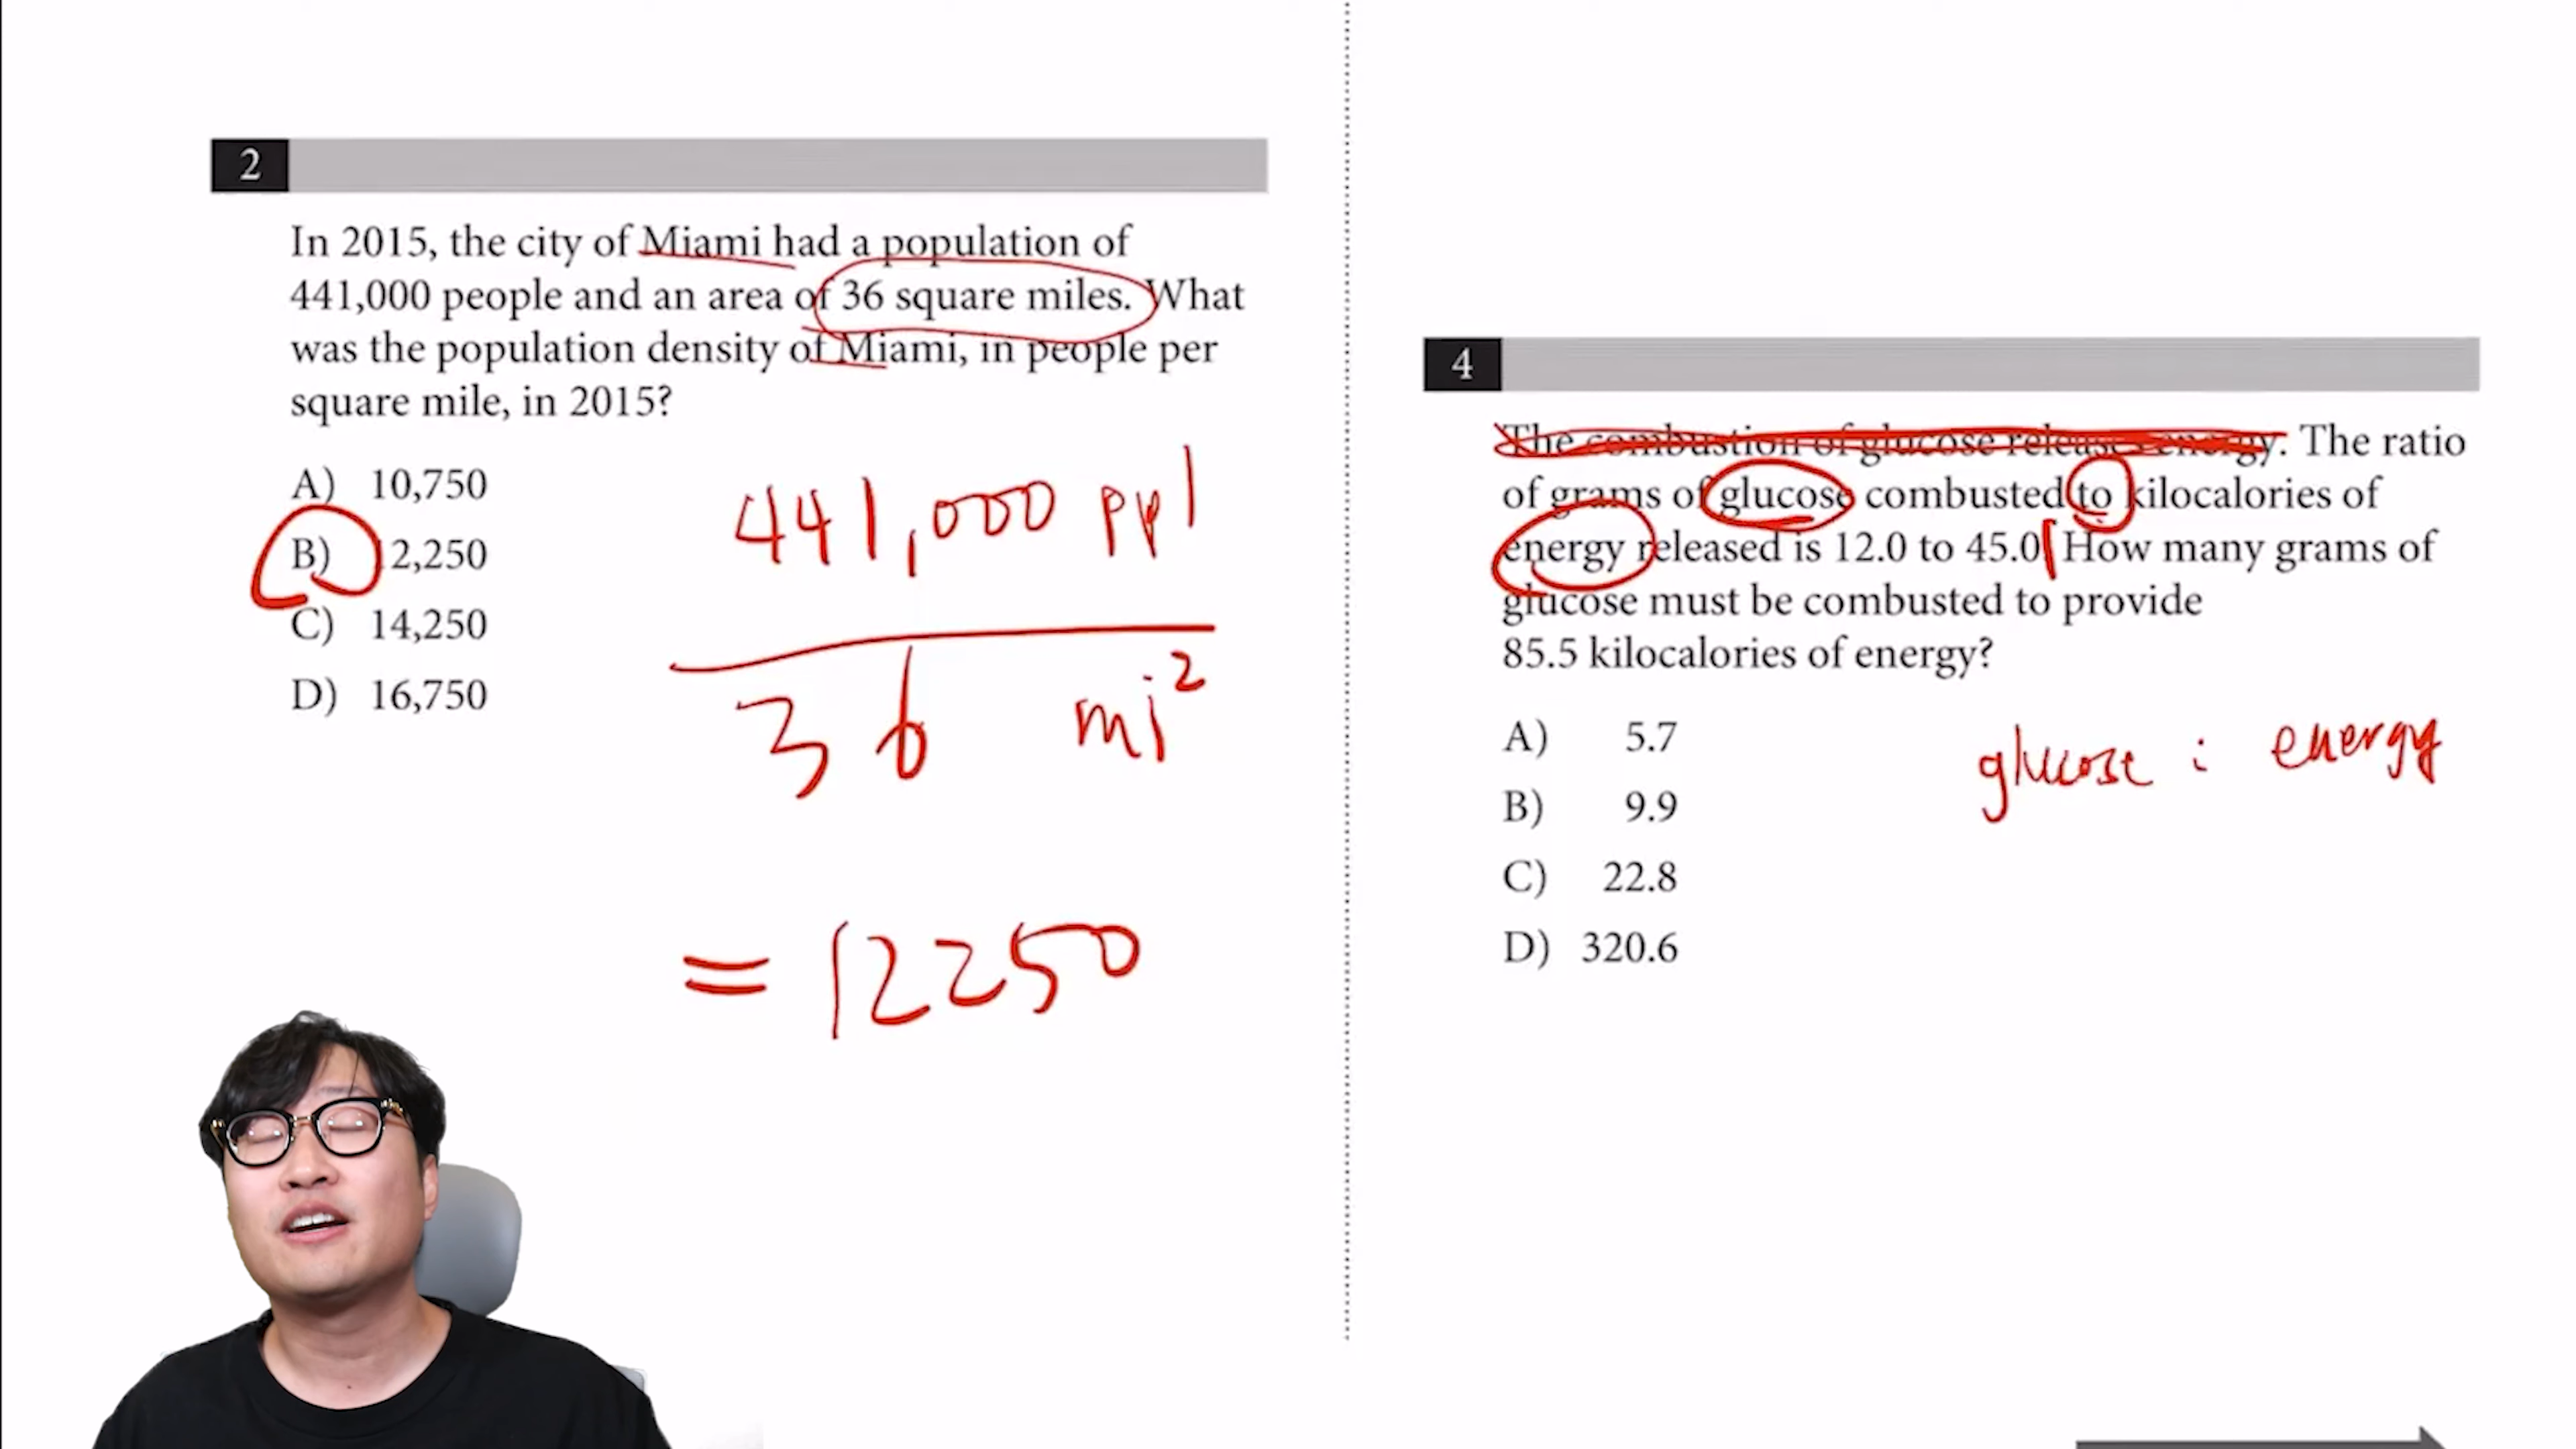 2
In 2015, the city of Miami had a population of
441,000 people and an area of 36 square miles. What
was the population density of Miami, in people per
square mile, in 2015?
A) 10,750
B) 12,250
C) 14,250
D) 16,750
441,000 ppl
36 mi²
= 12250
4
The combustion of glucose releases energy. The ratio
of grams of glucose combusted to kilocalories of
energy released is 12.0 to 45.0. How many grams of
glucose must be combusted to provide
85.5 kilocalories of energy?
A) 5.7
B) 9.9
C) 22.8
D) 320.6
glucose : energy